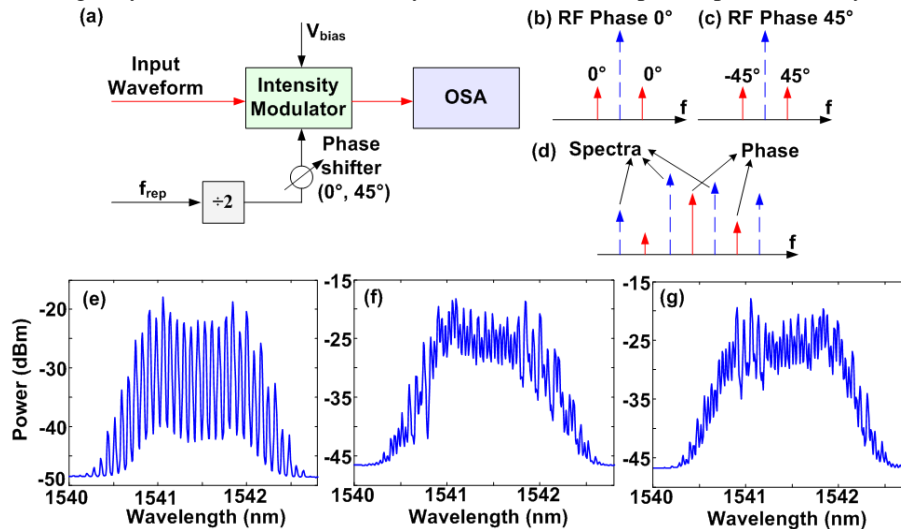 (a)
V bias
Input
Waveform
Intensity
Modulator
OSA
Phase
shifter
(0°, 45°)
f rep
÷2
(b) RF Phase 0°
0°
0°
f
(c) RF Phase 45°
-45°
45°
f
(d)
Spectra
Phase
f
(e)
Power (dBm)
-20
-30
-40
-50
1540
1541
1542
Wavelength (nm)
(f)
-15
-25
-35
-45
1540
1541
1542
Wavelength (nm)
(g)
-15
-25
-35
-45
1540
1541
1542
Wavelength (nm)